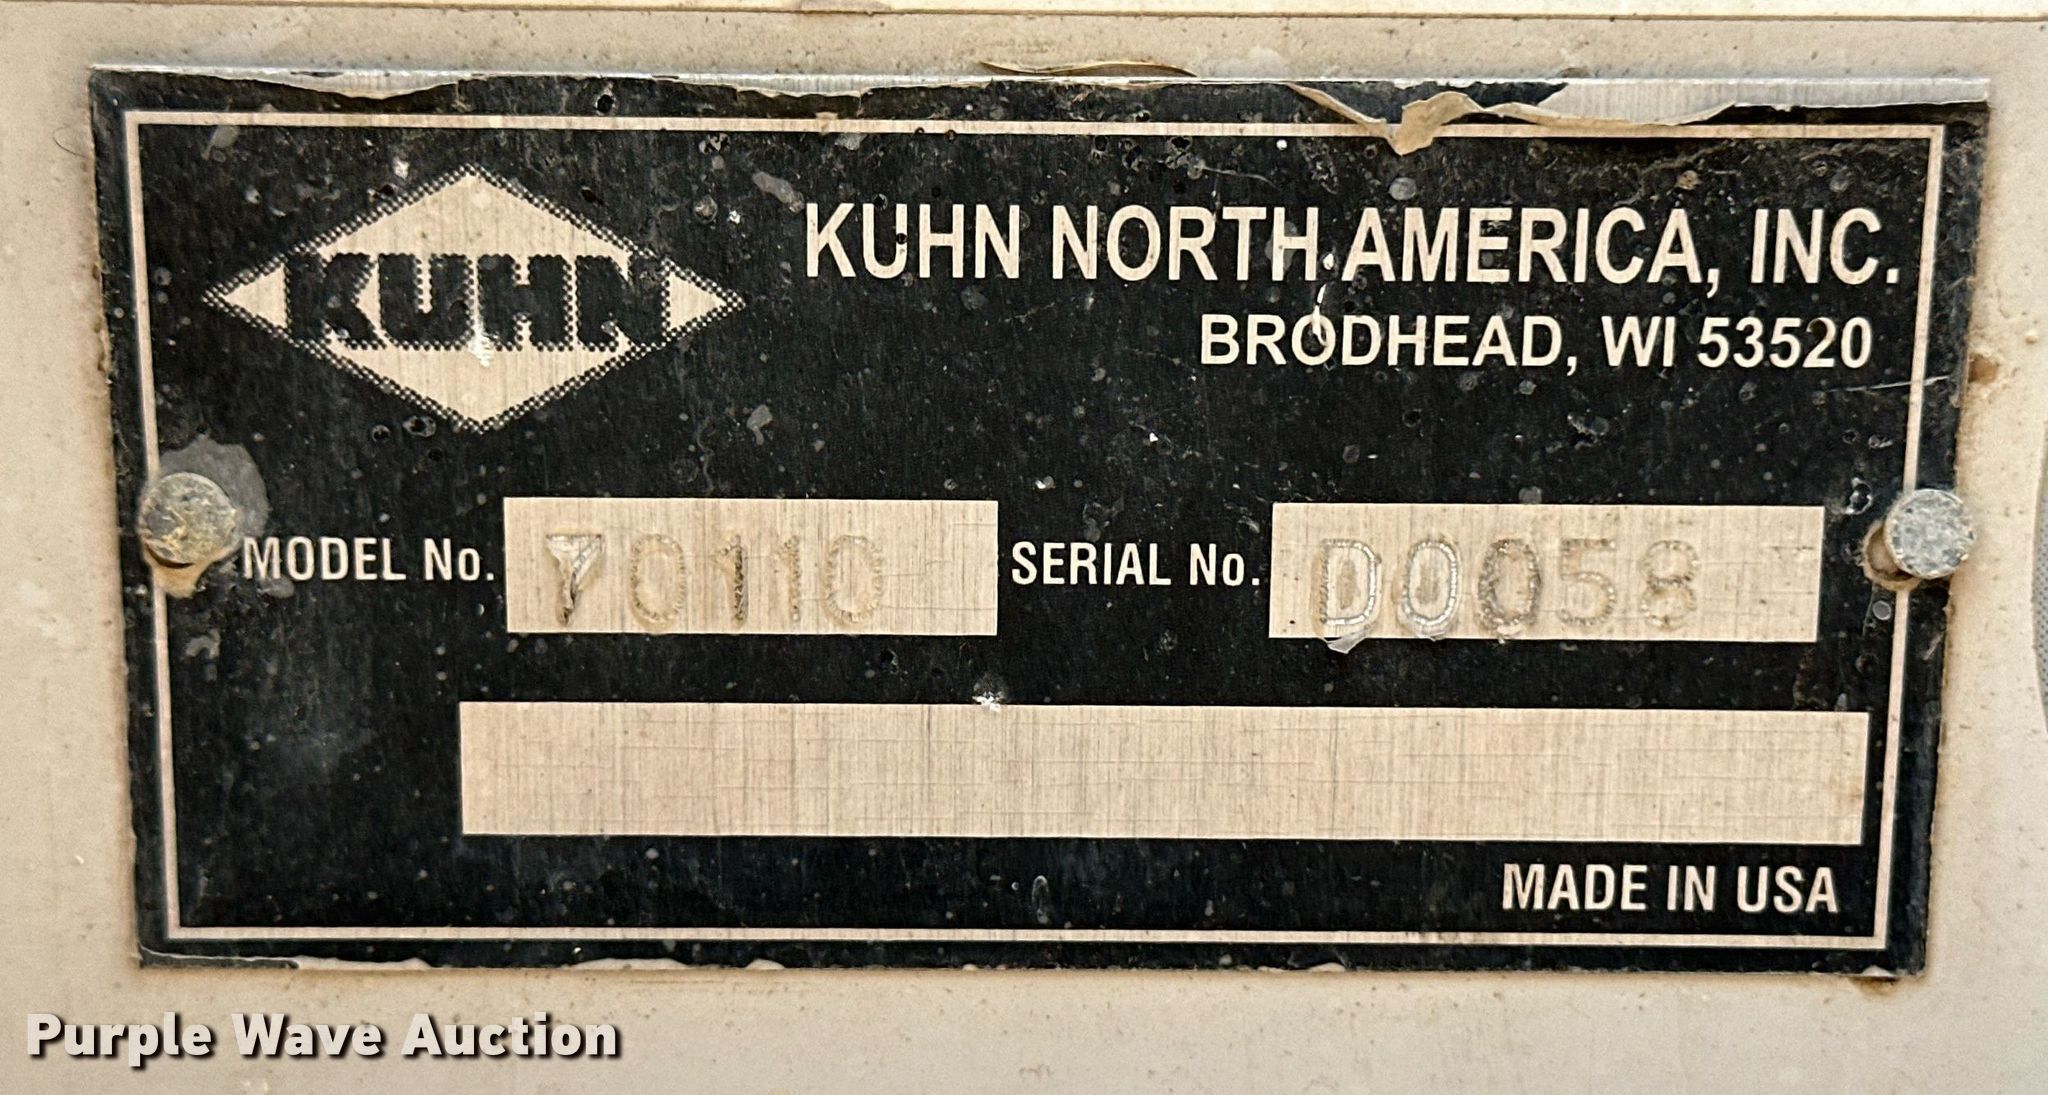 KUHN
KUHN NORTH AMERICA, INC.
BRODHEAD, WI 53520
MODEL No. 70110 SERIAL No. D0058
MADE IN USA
Purple Wave Auction